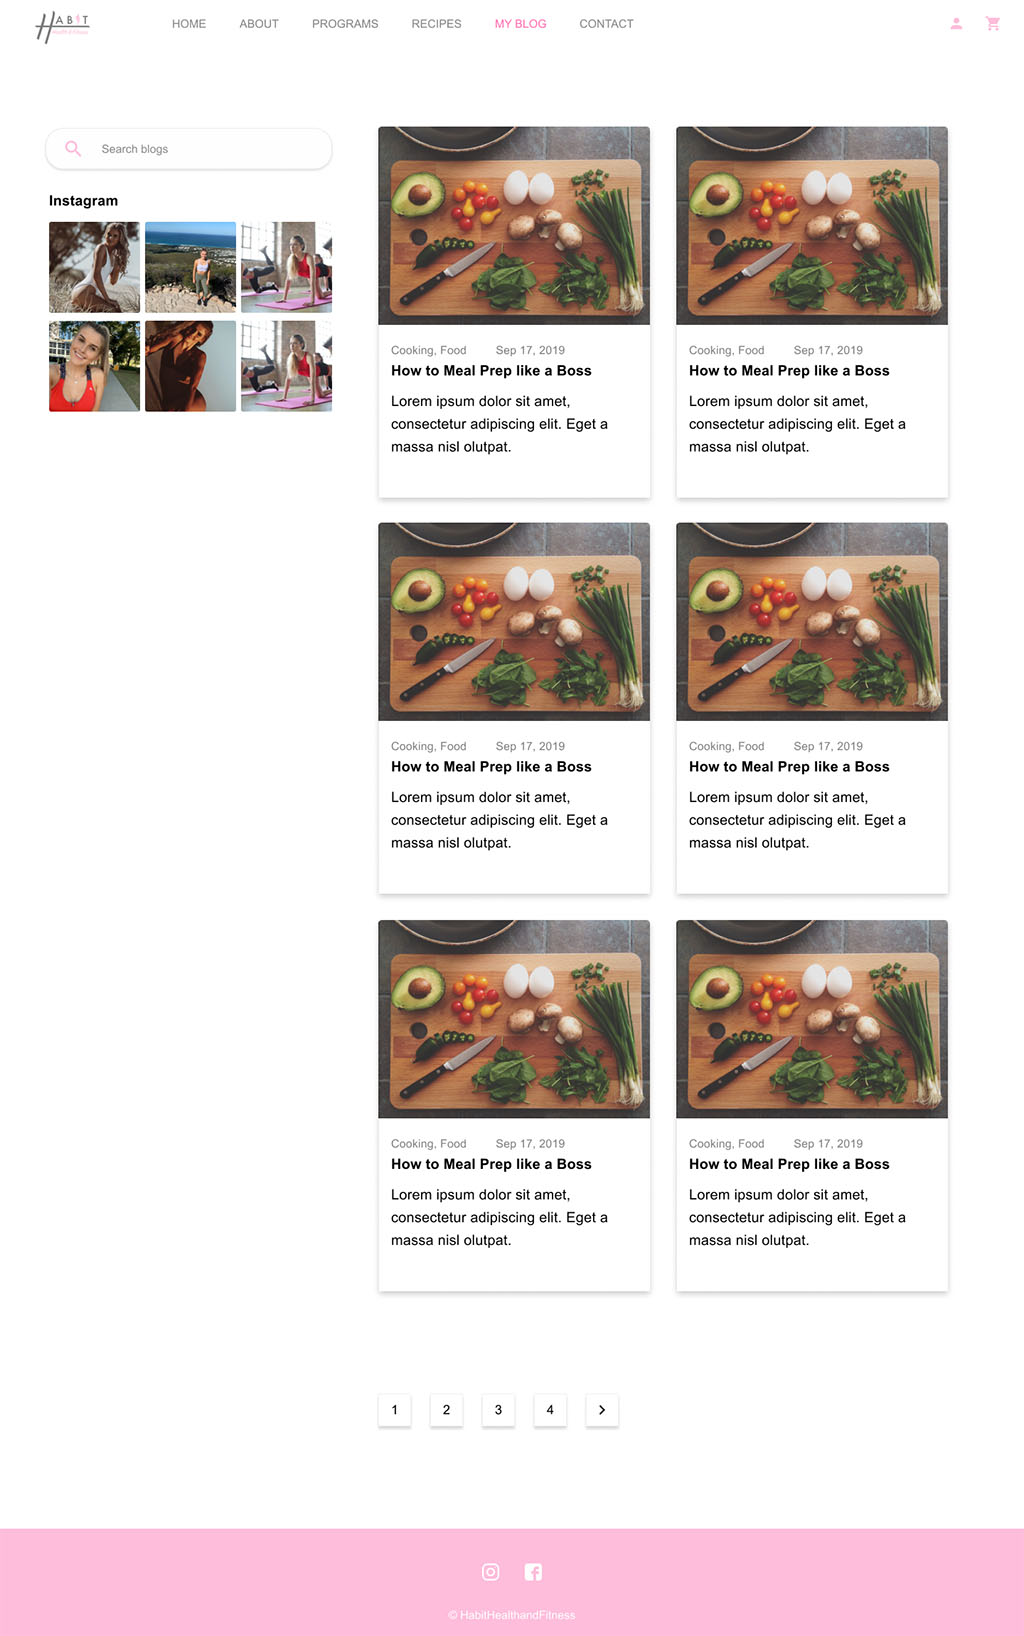 HABIT
Health & Fitness
HOME ABOUT PROGRAMS RECIPES MY BLOG CONTACT
Search blogs
Instagram
Cooking, Food Sep 17, 2019
How to Meal Prep like a Boss
Lorem ipsum dolor sit amet,
consectetur adipiscing elit. Eget a
massa nisl olutpat.
Cooking, Food Sep 17, 2019
How to Meal Prep like a Boss
Lorem ipsum dolor sit amet,
consectetur adipiscing elit. Eget a
massa nisl olutpat.
Cooking, Food Sep 17, 2019
How to Meal Prep like a Boss
Lorem ipsum dolor sit amet,
consectetur adipiscing elit. Eget a
massa nisl olutpat.
Cooking, Food Sep 17, 2019
How to Meal Prep like a Boss
Lorem ipsum dolor sit amet,
consectetur adipiscing elit. Eget a
massa nisl olutpat.
Cooking, Food Sep 17, 2019
How to Meal Prep like a Boss
Lorem ipsum dolor sit amet,
consectetur adipiscing elit. Eget a
massa nisl olutpat.
Cooking, Food Sep 17, 2019
How to Meal Prep like a Boss
Lorem ipsum dolor sit amet,
consectetur adipiscing elit. Eget a
massa nisl olutpat.
1 2 3 4
© HabitHealthandFitness